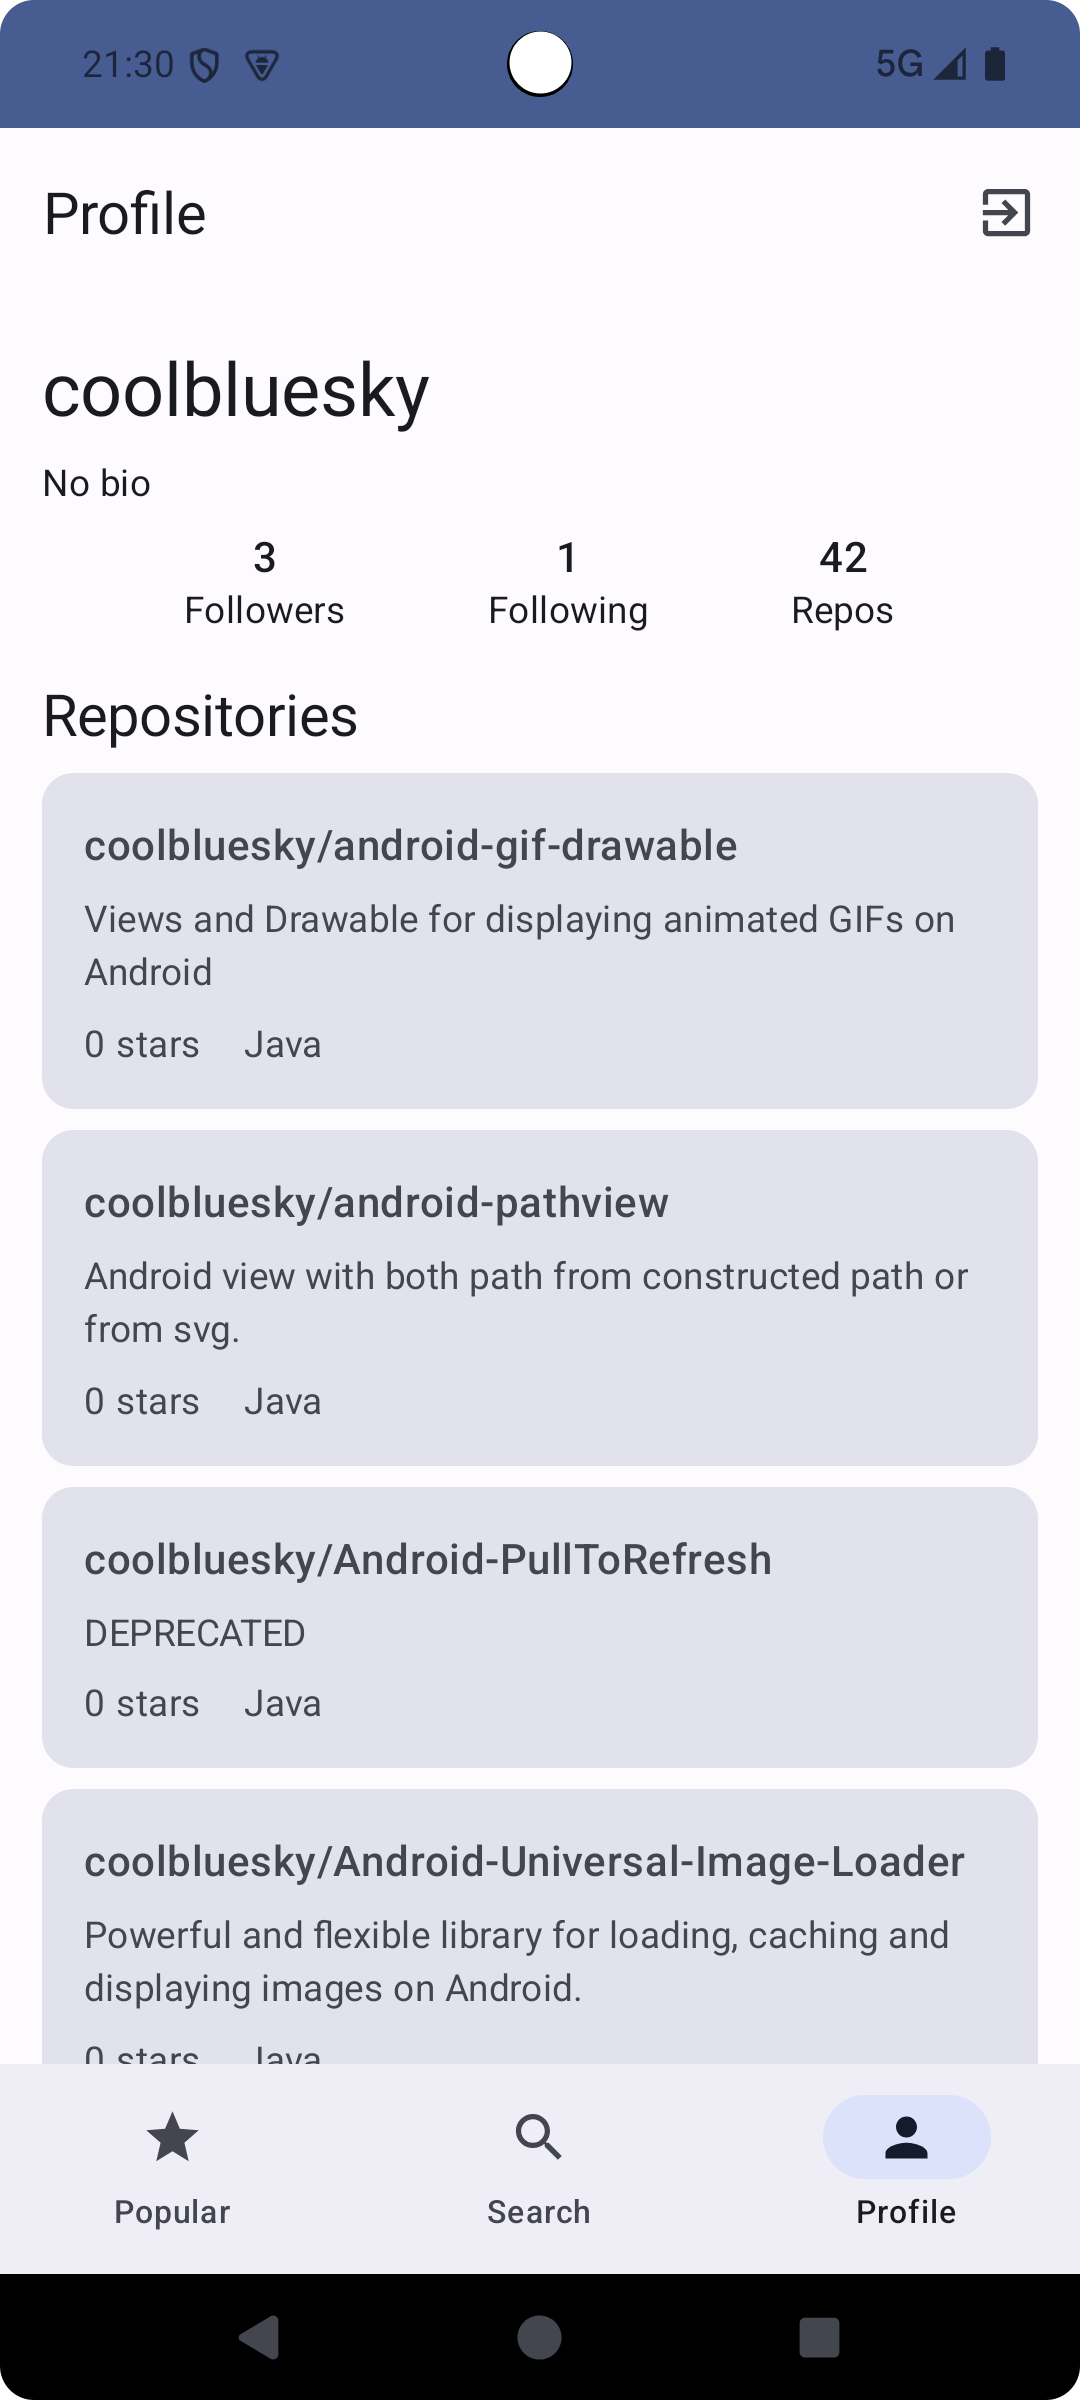 21:30
5G
Profile
coolbluesky
No bio
3 1 42
Followers Following Repos
Repositories
coolbluesky/android-gif-drawable
Views and Drawable for displaying animated GIFs on
Android
0 stars Java
coolbluesky/android-pathview
Android view with both path from constructed path or
from svg.
0 stars Java
coolbluesky/Android-PullToRefresh
DEPRECATED
0 stars Java
coolbluesky/Android-Universal-Image-Loader
Powerful and flexible library for loading, caching and
displaying images on Android.
0 stars Java
Popular Search Profile